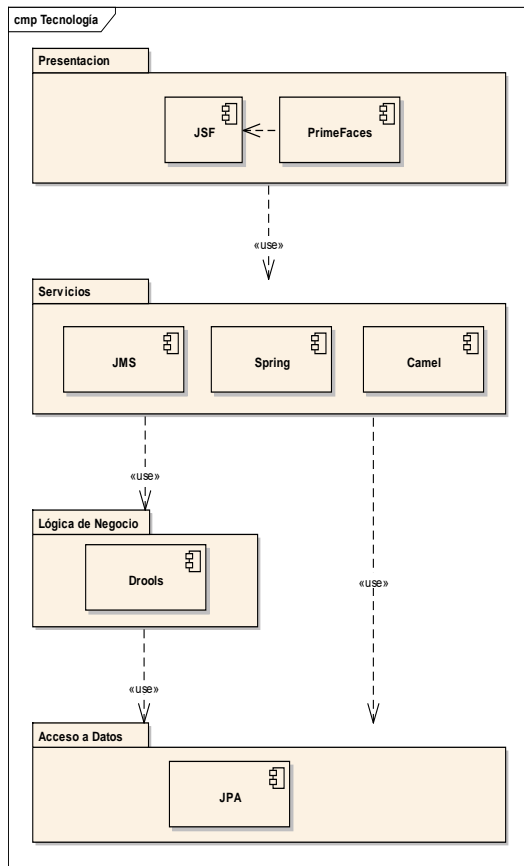 cmp Tecnología
Presentacion
JSF
PrimeFaces
«use»
Servicios
JMS
Spring
Camel
«use»
Lógica de Negocio
Drools
«use»
«use»
Acceso a Datos
JPA